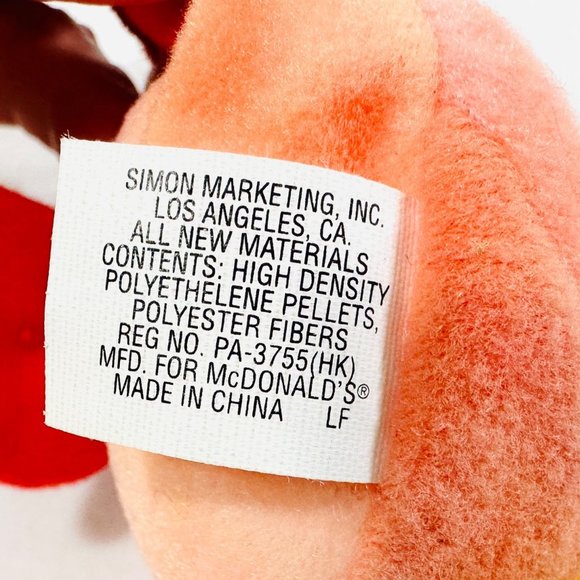 SIMON MARKETING, INC.
LOS ANGELES, CA.
ALL NEW MATERIALS
CONTENTS: HIGH DENSITY
POLYETHELENE PELLETS,
POLYESTER FIBERS
REG NO. PA-3755(HK)
MFD. FOR McDONALD'S®
MADE IN CHINA LF